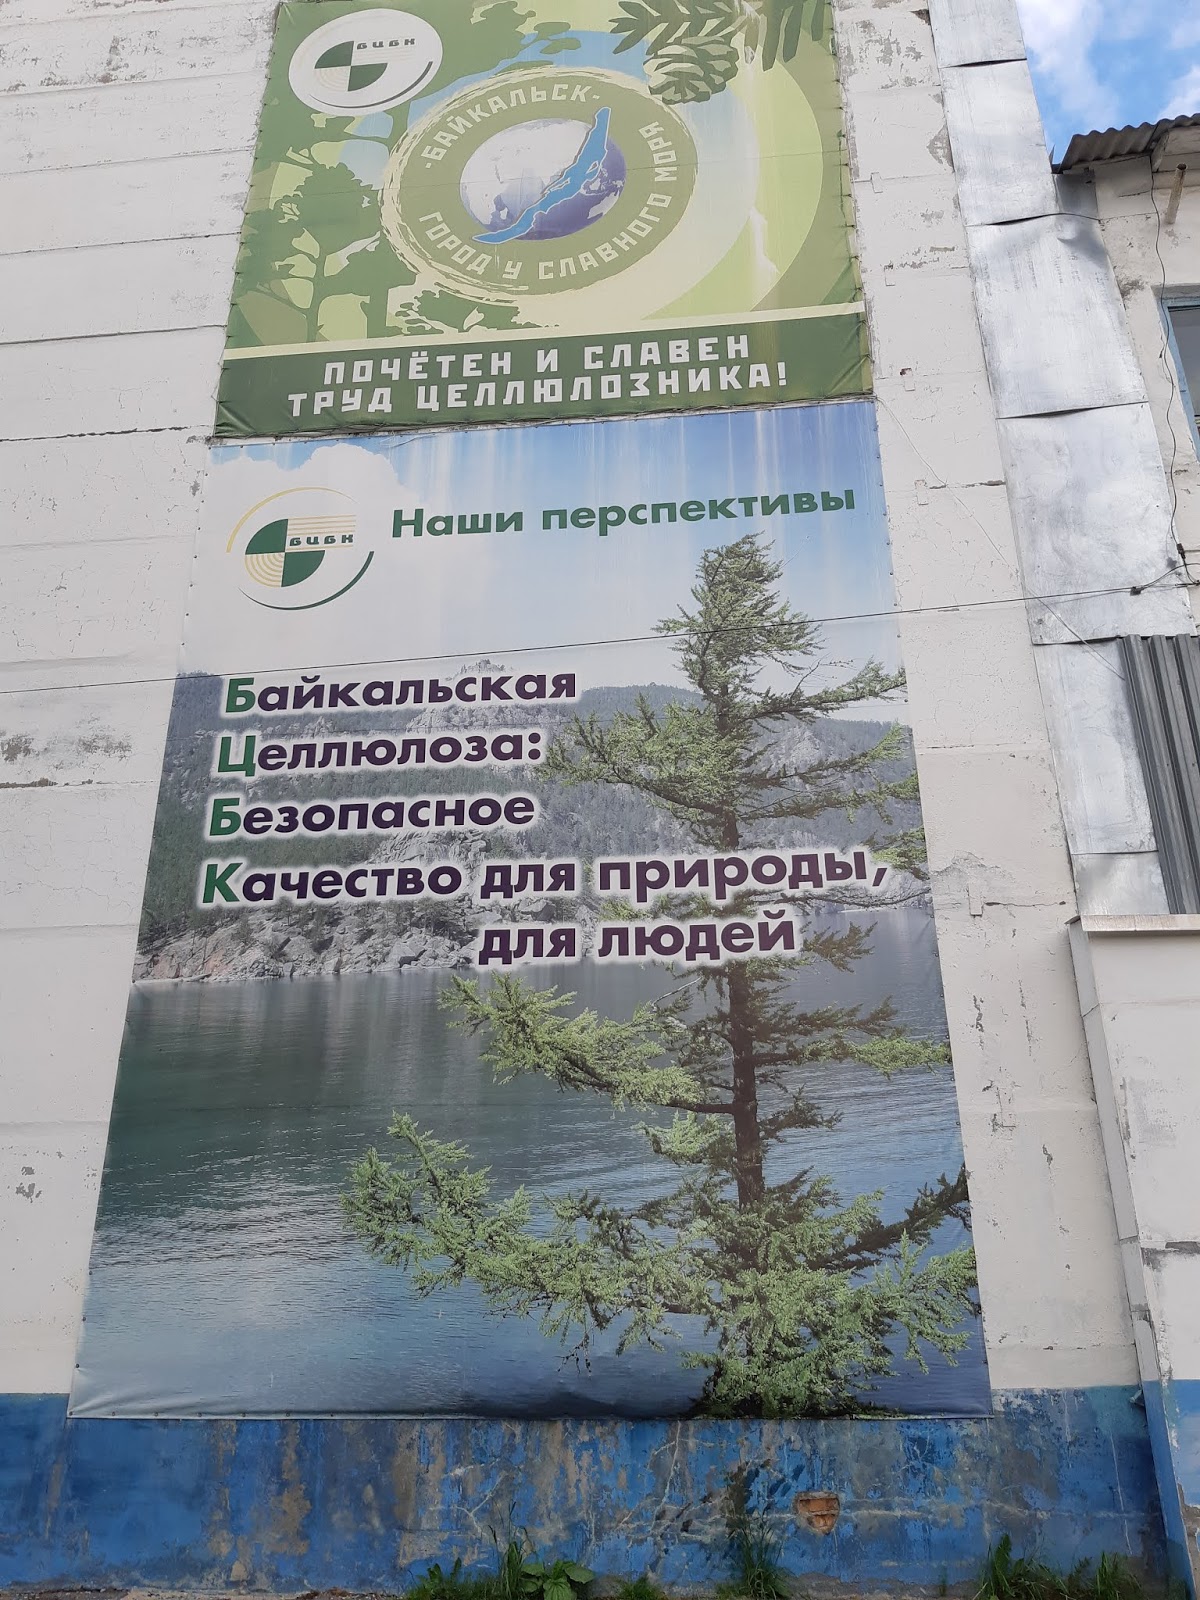 БЦБК
БАЙКАЛЬСК-
ГОРОД У СЛАВНОГО МОРЯ
ПОЧЁТЕН И СЛАВЕН
ТРУД ЦЕЛЛЮЛОЗНИКА!
БЦБК
Наши перспективы
Байкальская
Целлюлоза:
Безопасное
Качество для природы,
для людей